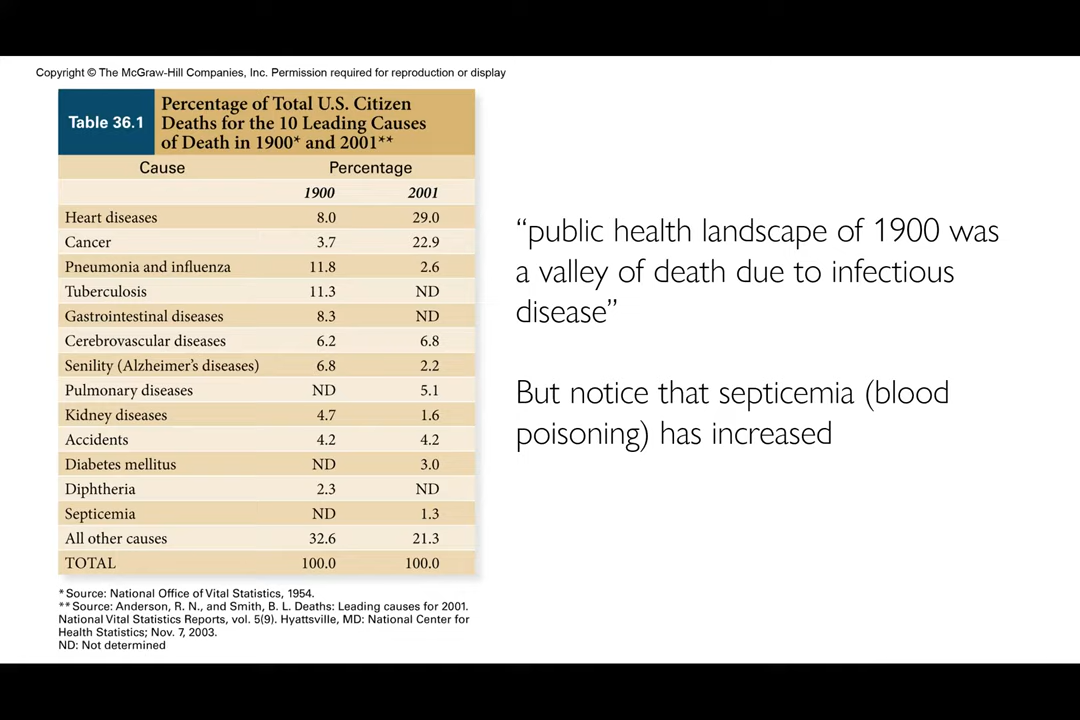 Copyright © The McGraw-Hill Companies, Inc. Permission required for reproduction or display
Table 36.1
Percentage of Total U.S. Citizen
Deaths for the 10 Leading Causes
of Death in 1900* and 2001**
Cause Percentage
1900 2001
Heart diseases 8.0 29.0
Cancer 3.7 22.9
Pneumonia and influenza 11.8 2.6
Tuberculosis 11.3 ND
Gastrointestinal diseases 8.3 ND
Cerebrovascular diseases 6.2 6.8
Senility (Alzheimer's diseases) 6.8 2.2
Pulmonary diseases ND 5.1
Kidney diseases 4.7 1.6
Accidents 4.2 4.2
Diabetes mellitus ND 3.0
Diphtheria 2.3 ND
Septicemia ND 1.3
All other causes 32.6 21.3
TOTAL 100.0 100.0
* Source: National Office of Vital Statistics, 1954.
** Source: Anderson, R. N., and Smith, B. L. Deaths: Leading causes for 2001.
National Vital Statistics Reports, vol. 5(9). Hyattsville, MD: National Center for
Health Statistics; Nov. 7, 2003.
ND: Not determined
“public health landscape of 1900 was
a valley of death due to infectious
disease”
But notice that septicemia (blood
poisoning) has increased